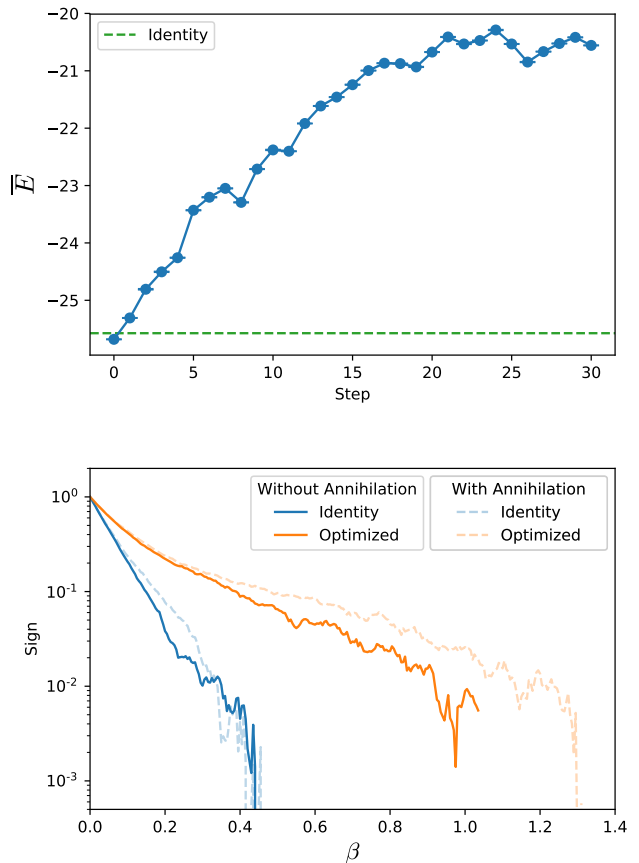 −20
−21
−22
−23
−24
−25
E
Identity
0 5 10 15 20 25 30
Step
10⁰
10⁻¹
10⁻²
10⁻³
Sign
Without Annihilation
Identity
Optimized
With Annihilation
Identity
Optimized
0.0 0.2 0.4 0.6 0.8 1.0 1.2 1.4
β